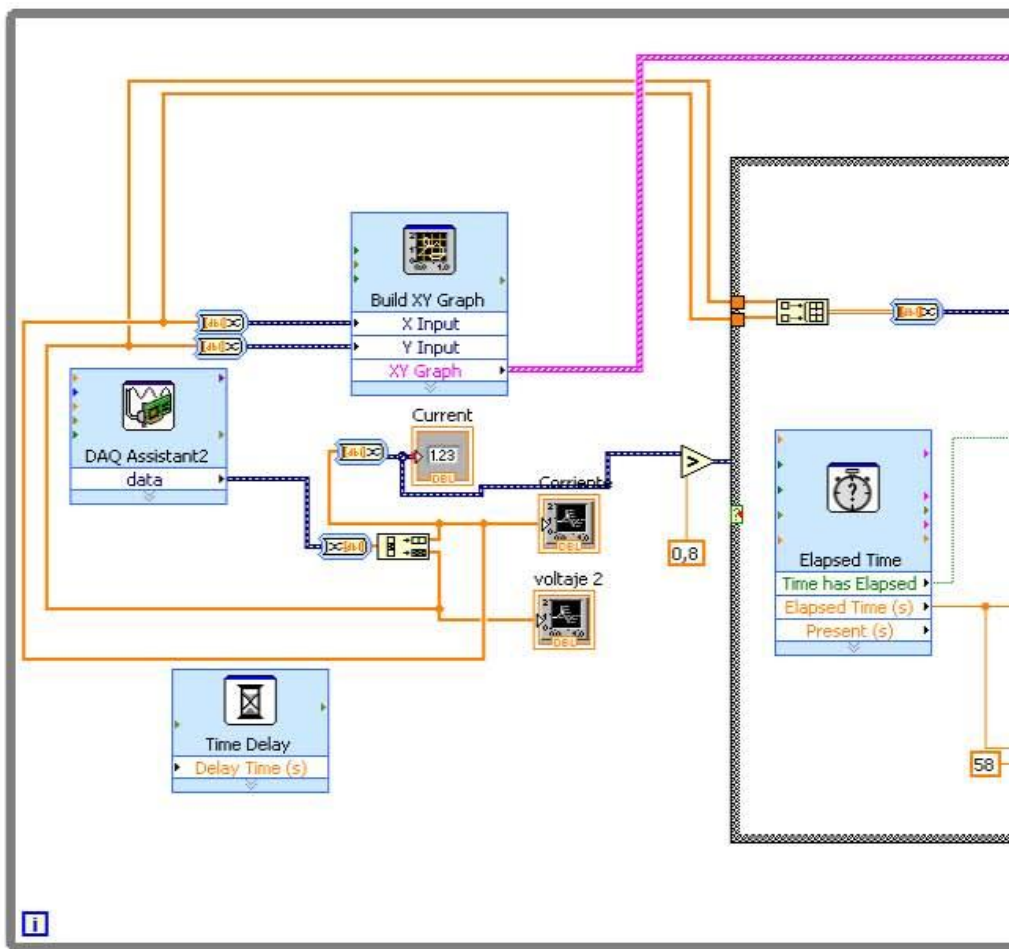 Build XY Graph
X Input
Y Input
XY Graph
DAQ Assistant2
data
Current
1.23
DBL
Corriente
DBL
0,8
voltaje 2
DBL
Elapsed Time
Time has Elapsed
Elapsed Time (s)
Present (s)
58
Time Delay
Delay Time (s)
i